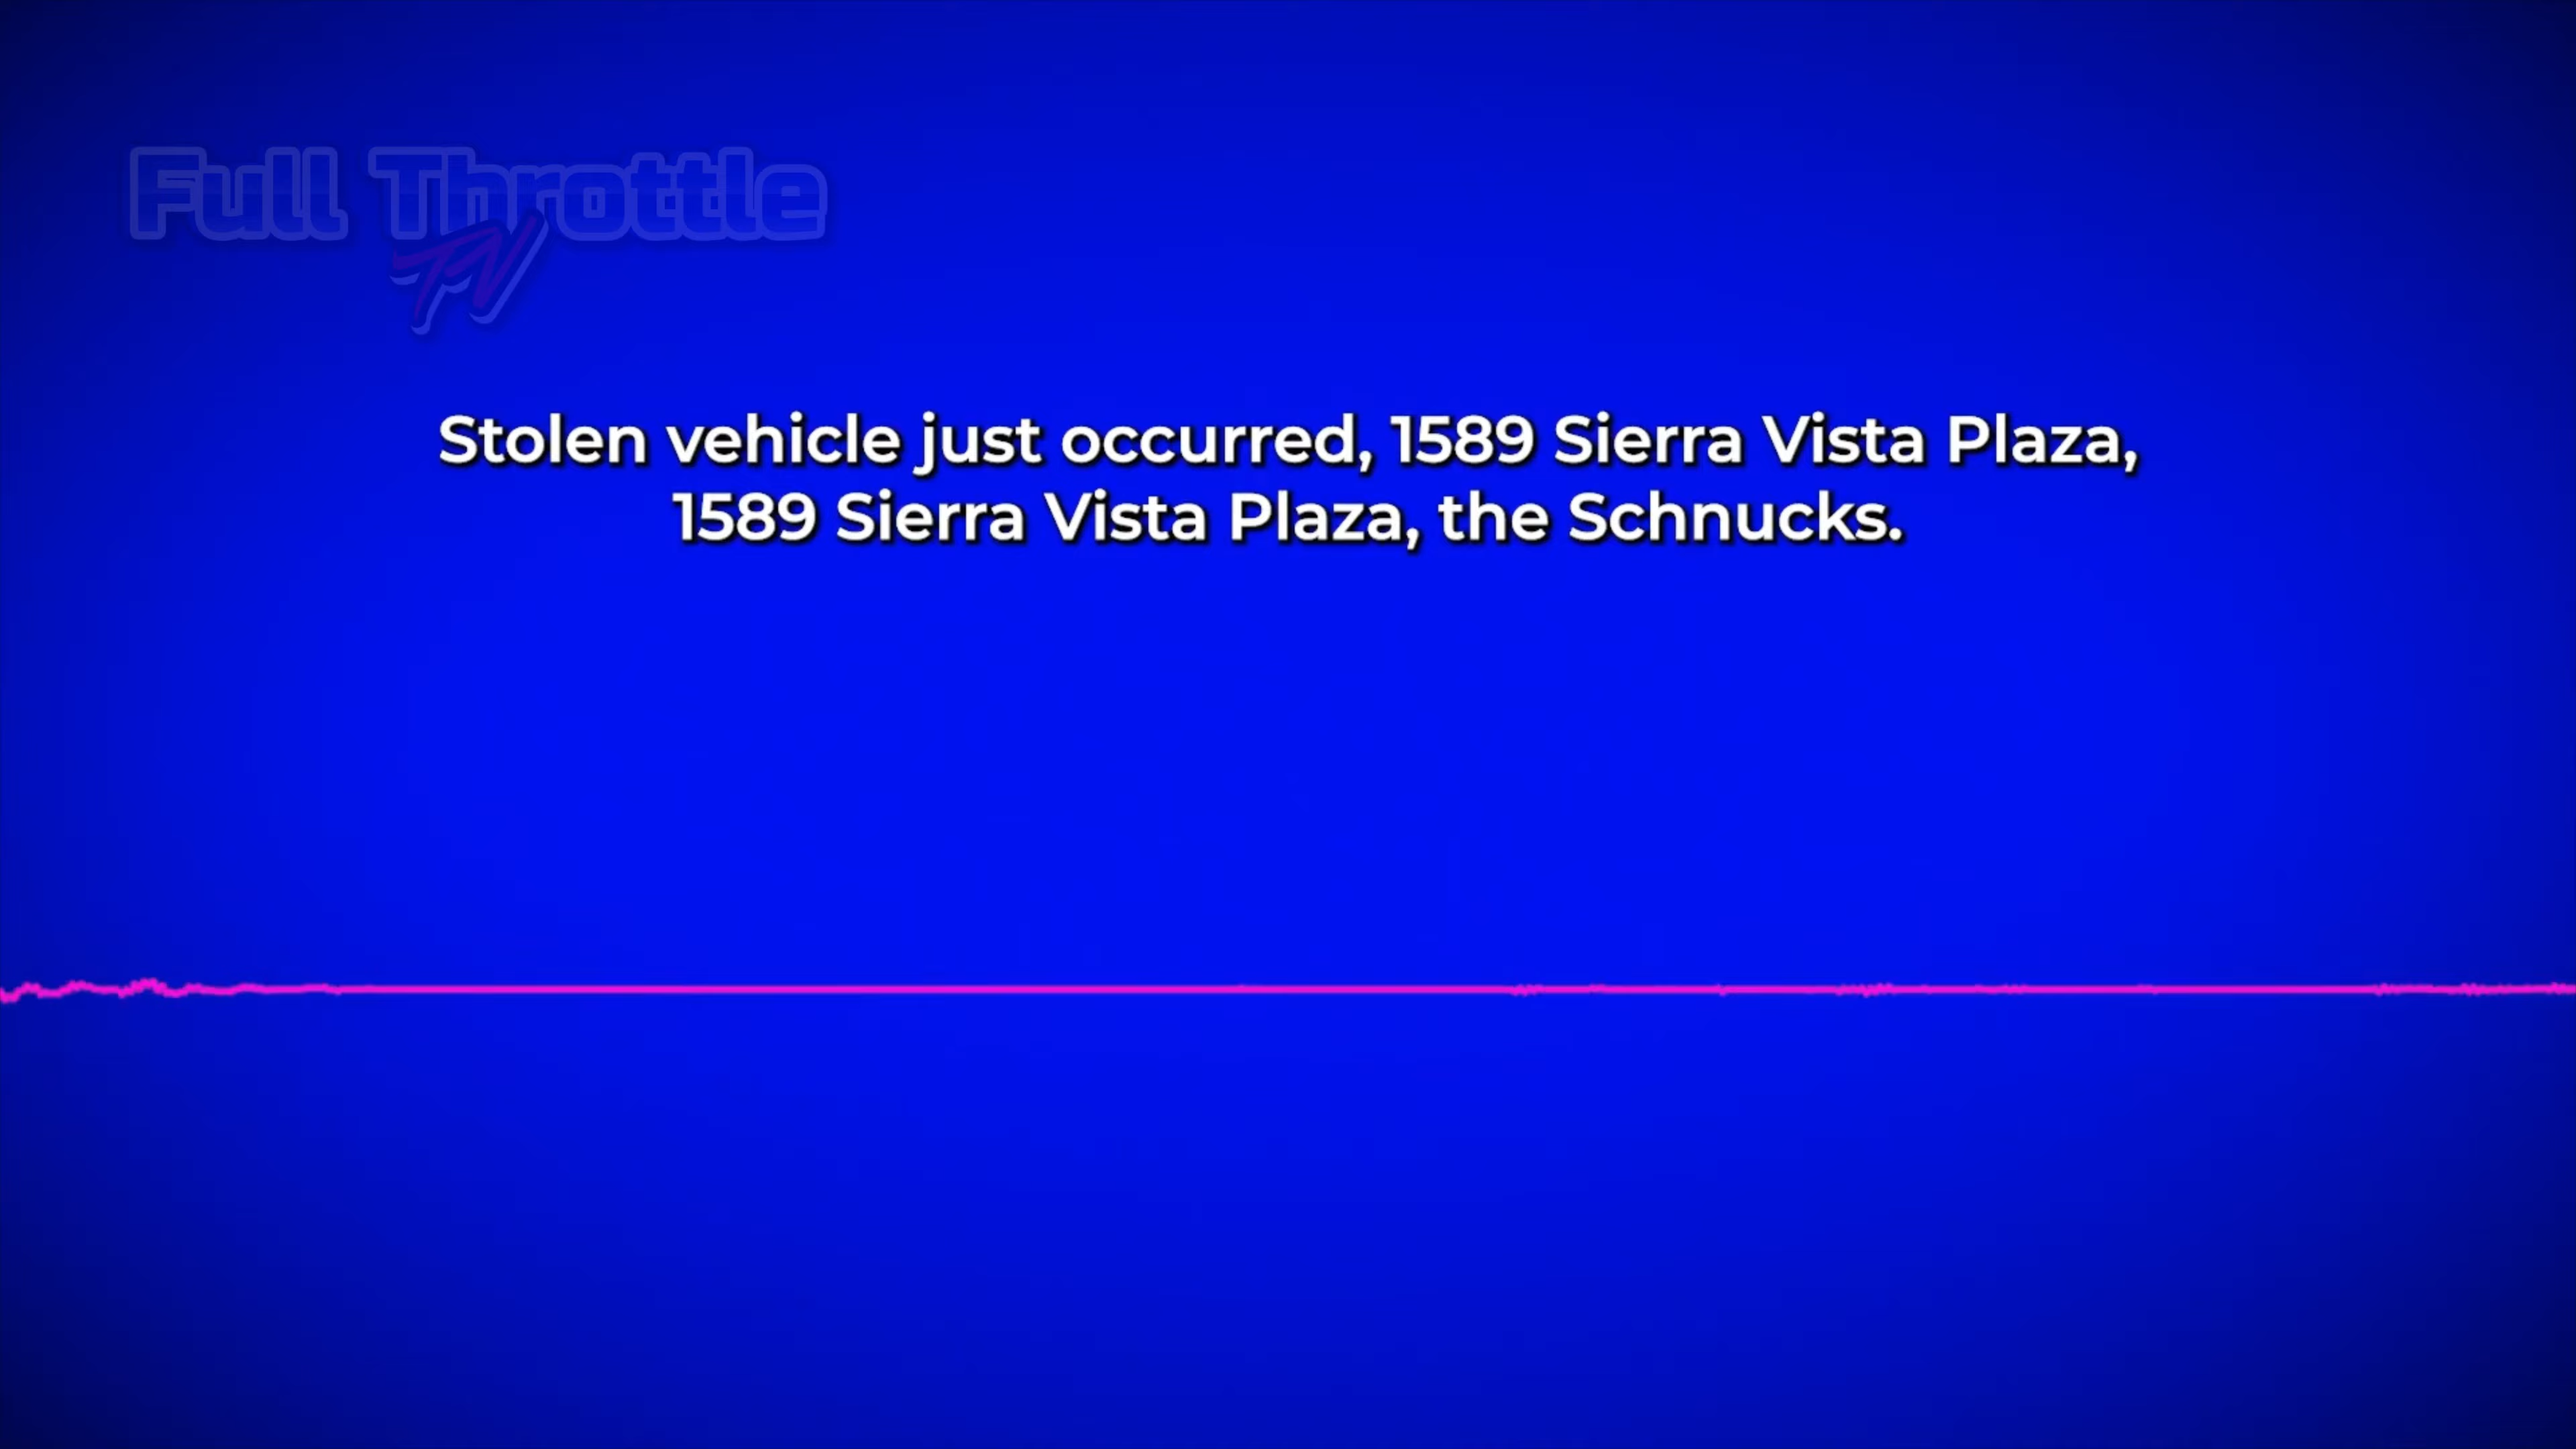 Full Throttle
TV
Stolen vehicle just occurred, 1589 Sierra Vista Plaza,
1589 Sierra Vista Plaza, the Schnucks.